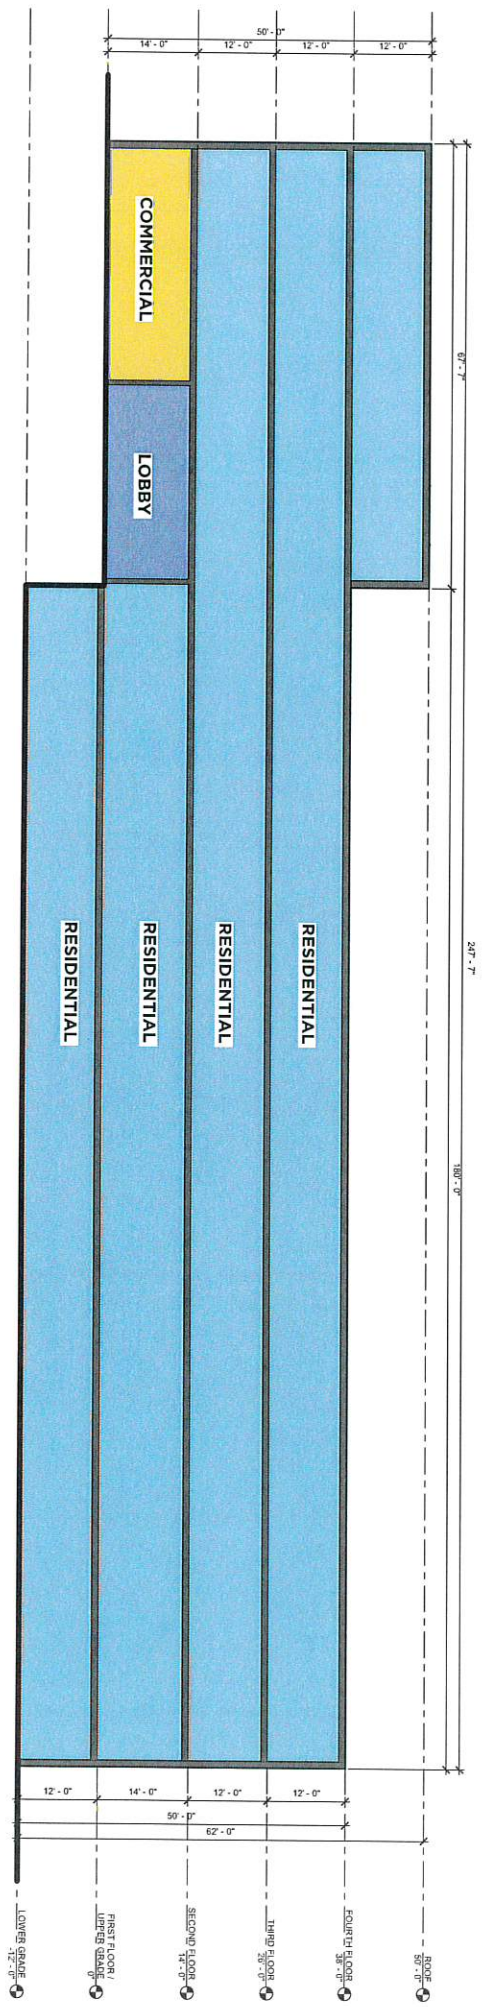 247' - 7"
67' - 7"
180' - 0"
50' - 0"
12' - 0"
12' - 0"
12' - 0"
14' - 0"
COMMERCIAL
LOBBY
RESIDENTIAL
RESIDENTIAL
RESIDENTIAL
RESIDENTIAL
12' - 0"
12' - 0"
14' - 0"
12' - 0"
50' - 0"
62' - 0"
ROOF
50' - 0"
FOURTH FLOOR
38' - 0"
THIRD FLOOR
26' - 0"
SECOND FLOOR
14' - 0"
FIRST FLOOR /
UPPER GRADE
0"
LOWER GRADE
-12' - 0"